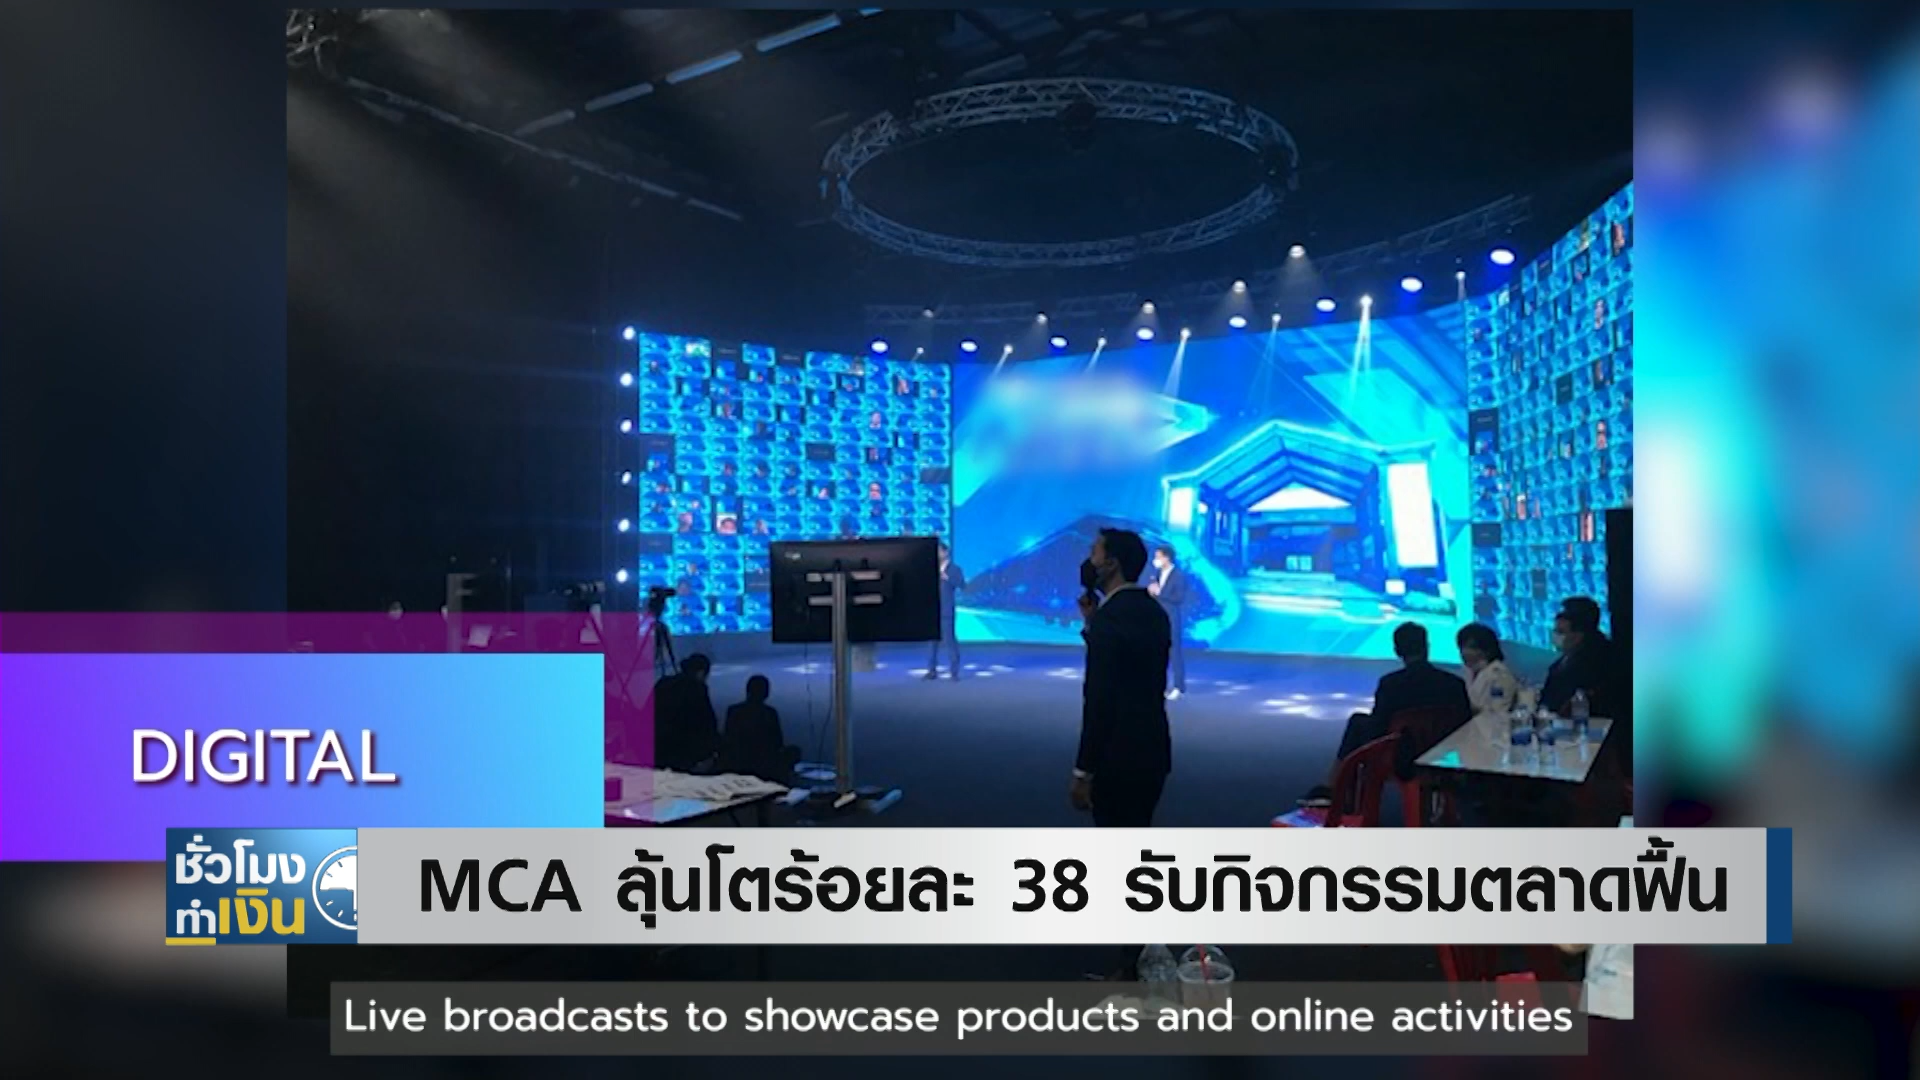 DIGITAL
ชั่วโมง
ทำเงิน
MCA ลุ้นโตร้อยละ 38 รับกิจกรรมตลาดฟื้น
Live broadcasts to showcase products and online activities